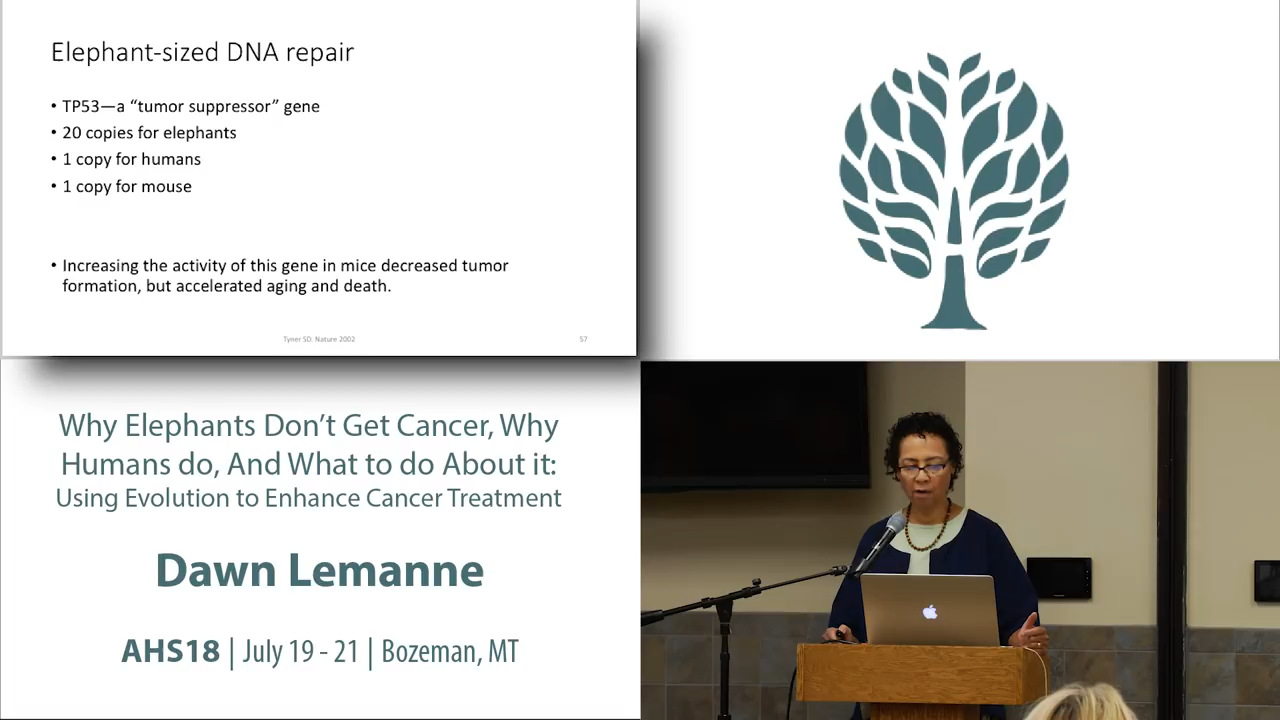 Elephant-sized DNA repair
• TP53—a “tumor suppressor” gene
• 20 copies for elephants
• 1 copy for humans
• 1 copy for mouse
• Increasing the activity of this gene in mice decreased tumor
formation, but accelerated aging and death.
Tyner SD. Nature 2002
57
Why Elephants Don’t Get Cancer, Why
Humans do, And What to do About it:
Using Evolution to Enhance Cancer Treatment
Dawn Lemanne
AHS18 | July 19 - 21 | Bozeman, MT